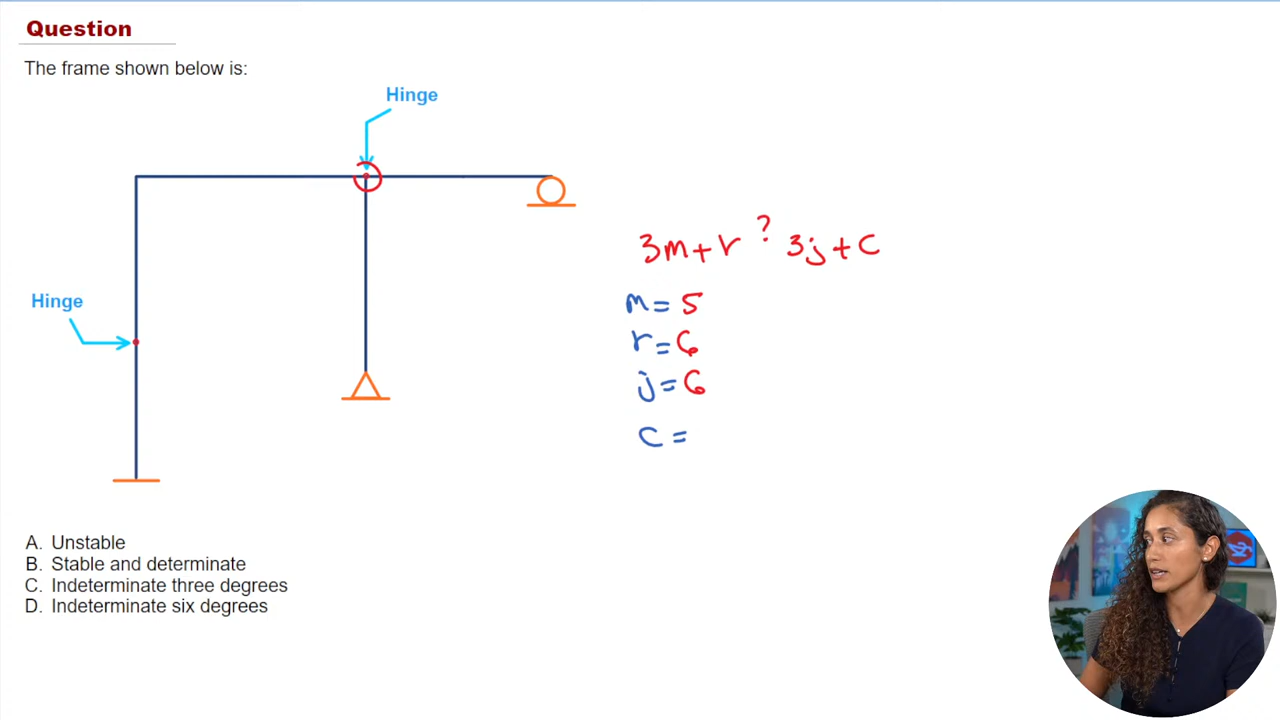 Question
The frame shown below is:
Hinge
Hinge
3m+r ? 3j+c
m=5
r=6
j=6
c=
A. Unstable
B. Stable and determinate
C. Indeterminate three degrees
D. Indeterminate six degrees